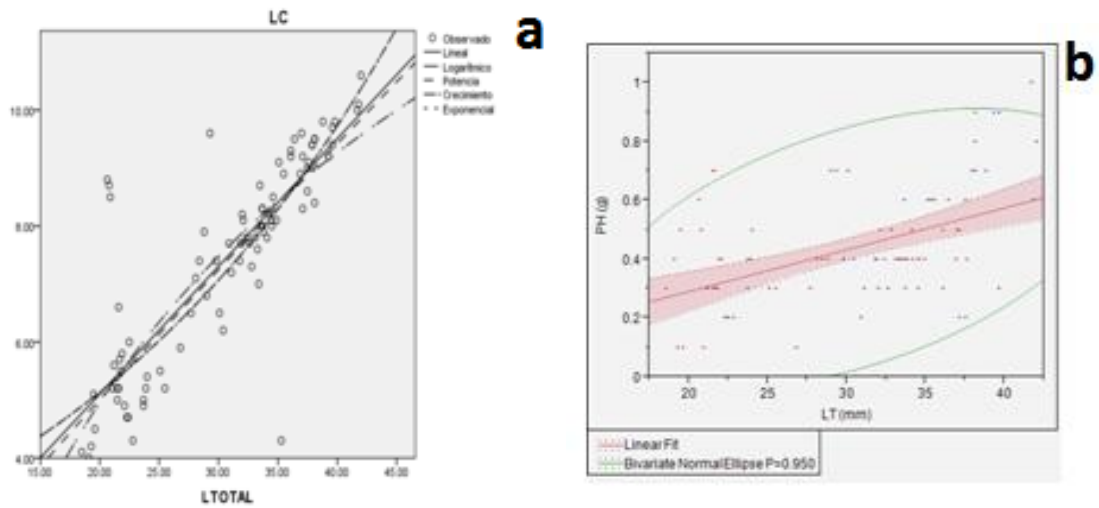 LC
a
Observado
Lineal
Logarítmico
Potencia
Crecimiento
Exponencial
10.00
8.00
6.00
4.00
15.00 20.00 25.00 30.00 35.00 40.00 45.00
LTOTAL
b
1
0.8
0.6
0.4
0.2
0
PH (g)
20 25 30 35 40
LT (mm)
Linear Fit
Bivariate Normal Ellipse P=0.950